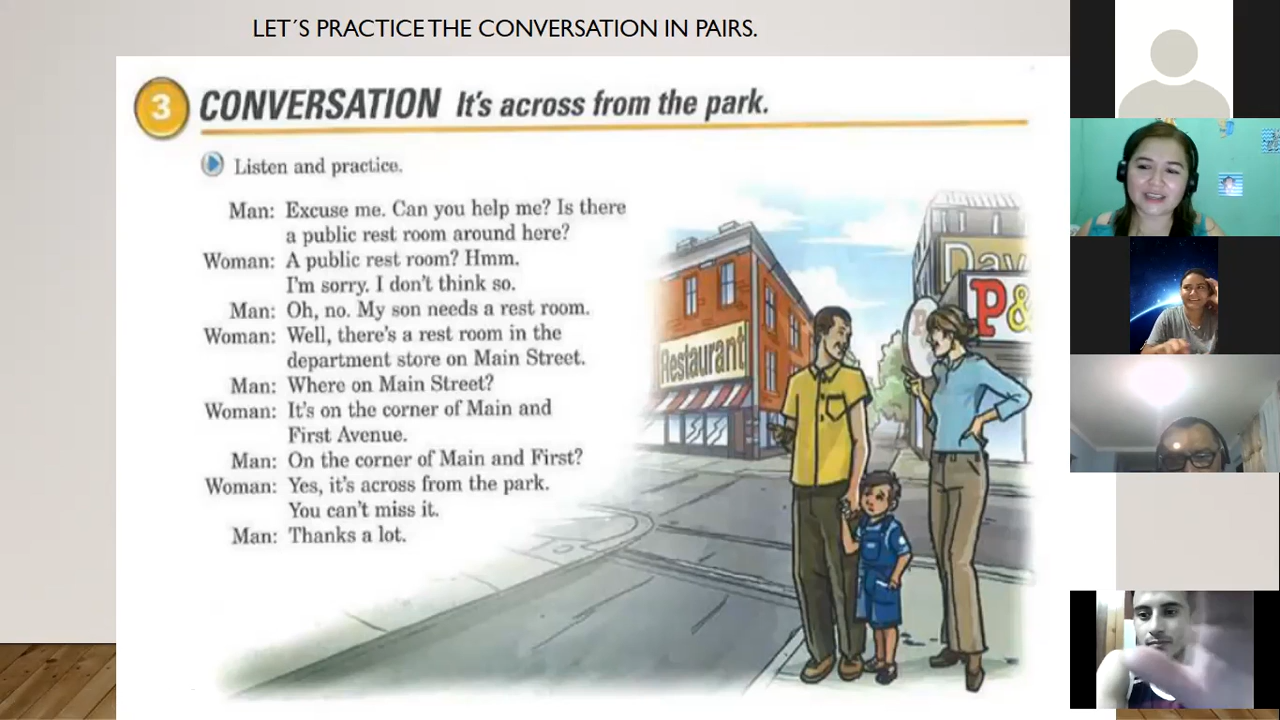 LET´S PRACTICE THE CONVERSATION IN PAIRS.
3 CONVERSATION It's across from the park.
Listen and practice.
Man: Excuse me. Can you help me? Is there
a public rest room around here?
Woman: A public rest room? Hmm.
I'm sorry. I don't think so.
Man: Oh, no. My son needs a rest room.
Woman: Well, there's a rest room in the
department store on Main Street.
Man: Where on Main Street?
Woman: It's on the corner of Main and
First Avenue.
Man: On the corner of Main and First?
Woman: Yes, it's across from the park.
You can't miss it.
Man: Thanks a lot.
Restaurant
Dav
P&